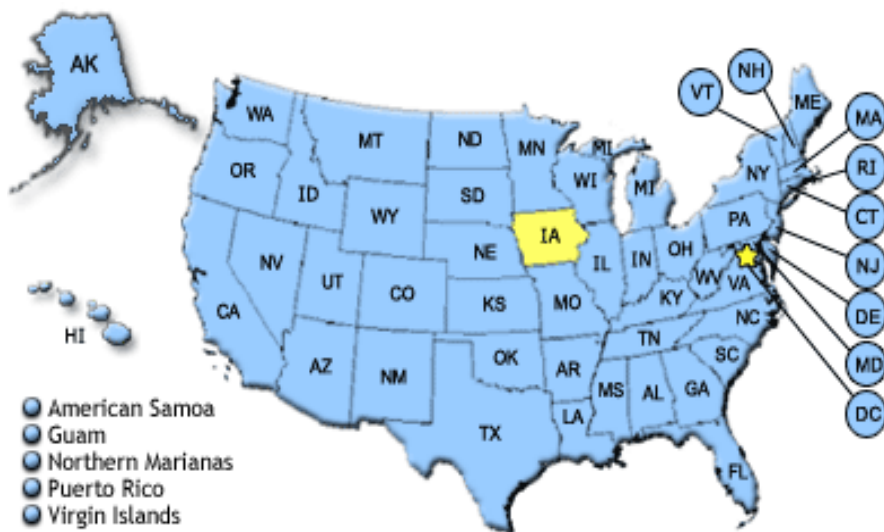 AK
WA
MT
ND
MN
MI
WI
MI
NY
ME
VT
NH
MA
RI
CT
NJ
DE
MD
DC
OR
ID
WY
SD
IA
NE
IL
IN
OH
PA
WV
VA
NV
UT
CO
KS
MO
KY
NC
CA
AZ
NM
OK
AR
TN
SC
MS
AL
GA
LA
TX
FL
HI
American Samoa
Guam
Northern Marianas
Puerto Rico
Virgin Islands